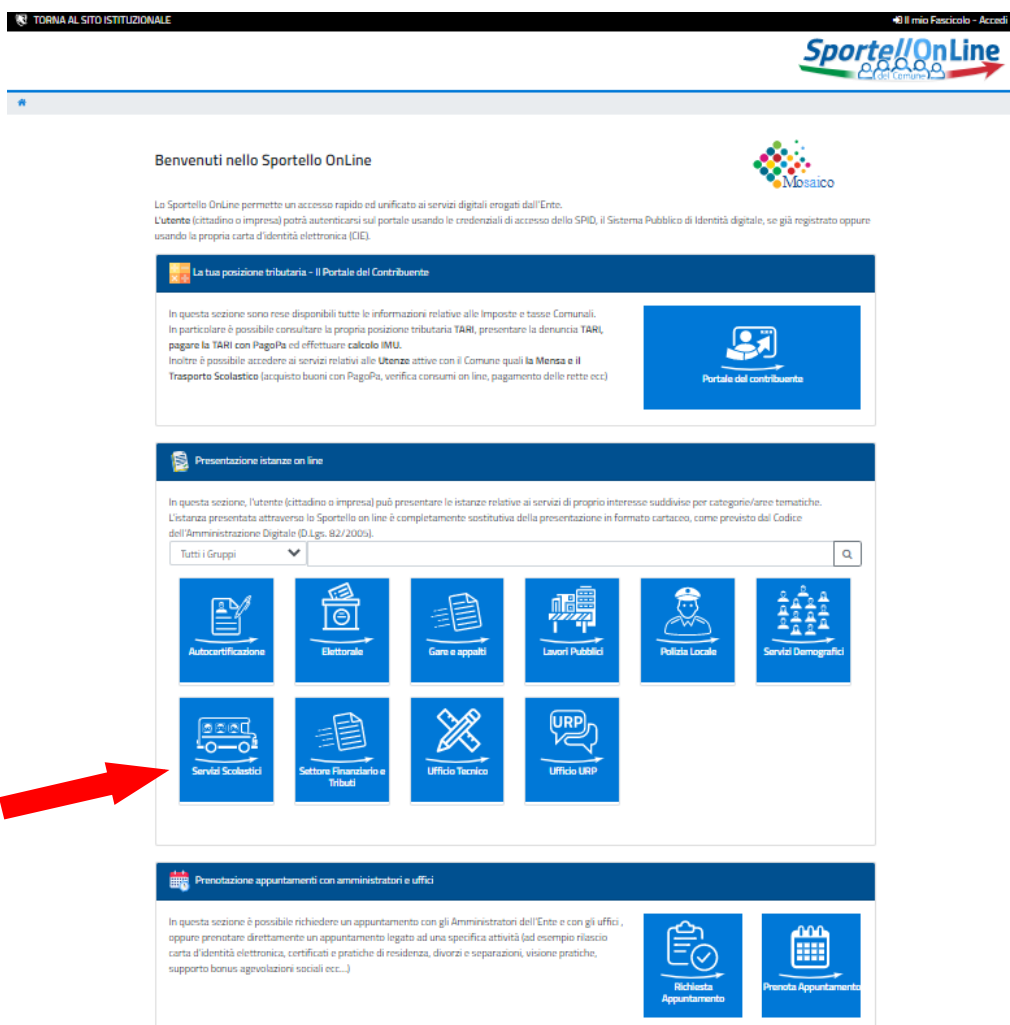 TORNA AL SITO ISTITUZIONALE
Il mio Fascicolo - Accedi
SportellOnLine
del Comune
Benvenuti nello Sportello OnLine
Mosaico
Lo Sportello OnLine permette un accesso rapido ed unificato ai servizi digitali erogati dall'Ente.
L'utente (cittadino o impresa) potrà autenticarsi sul portale usando le credenziali di accesso dello SPID, il Sistema Pubblico di Identità digitale, se già registrato oppure
usando la propria carta d'identità elettronica (CIE).
La tua posizione tributaria - Il Portale del Contribuente
In questa sezione sono rese disponibili tutte le informazioni relative alle Imposte e tasse Comunali.
In particolare è possibile consultare la propria posizione tributaria TARI, presentare la denuncia TARI,
pagare la TARI con PagoPa ed effettuare calcolo IMU.
Inoltre è possibile accedere ai servizi relativi alle Utenze attive con il Comune quali la Mensa e il
Trasporto Scolastico (acquisto buoni con PagoPa, verifica consumi on line, pagamento delle rette ecc)
Portale del contribuente
Presentazione istanze on line
In questa sezione, l'utente (cittadino o impresa) può presentare le istanze relative ai servizi di proprio interesse suddivise per categorie/aree tematiche.
L'istanza presentata attraverso lo Sportello on line è completamente sostitutiva della presentazione in formato cartaceo, come previsto dal Codice
dell'Amministrazione Digitale (D.Lgs. 82/2005).
Tutti i Gruppi
Autocertificazione
Elettorale
Gare e appalti
Lavori Pubblici
Polizia Locale
Servizi Demografici
Servizi Scolastici
Settore Finanziario e
Tributi
Ufficio Tecnico
URP
Ufficio URP
Prenotazione appuntamenti con amministratori e uffici
In questa sezione è possibile richiedere un appuntamento con gli Amministratori dell'Ente e con gli uffici ,
oppure prenotare direttamente un appuntamento legato ad una specifica attività (ad esempio rilascio
carta d'identità elettronica, certificati e pratiche di residenza, divorzi e separazioni, visione pratiche,
supporto bonus agevolazioni sociali ecc...)
Richiesta
Appuntamento
Prenota Appuntamento